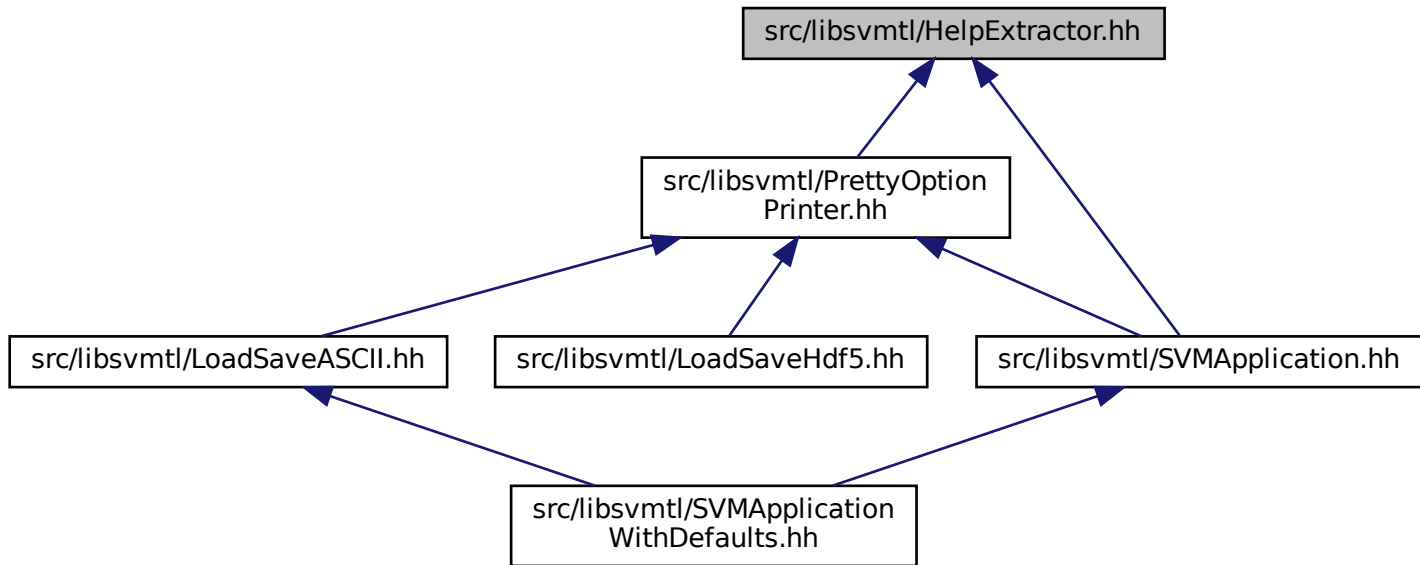 src/libsvmtl/HelpExtractor.hh
src/libsvmtl/PrettyOption
Printer.hh
src/libsvmtl/LoadSaveASCII.hh
src/libsvmtl/LoadSaveHdf5.hh
src/libsvmtl/SVMApplication.hh
src/libsvmtl/SVMApplication
WithDefaults.hh